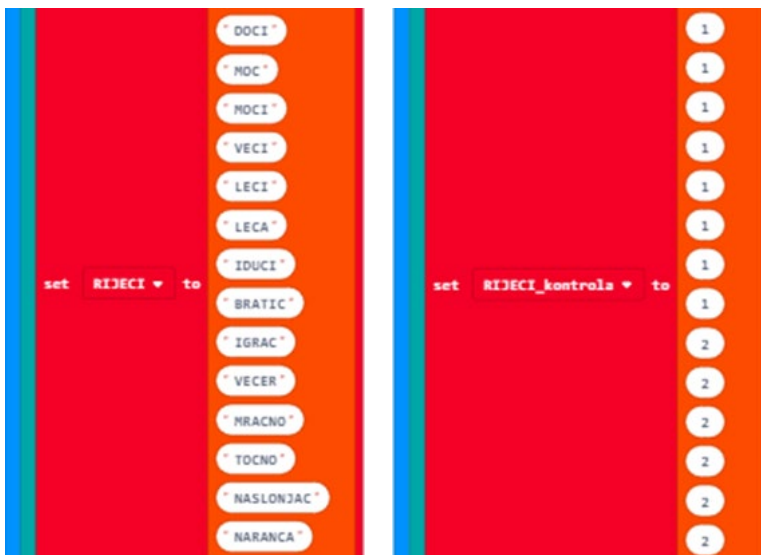 "DOCI"
"MOC"
"MOCI"
"VECI"
"LECI"
"LECA"
set RIJECI to
"IDUCI"
"BRATIC"
"IGRAC"
"VECER"
"MRACNO"
"TOCNO"
"NASLONJAC"
"NARANCA"
1
1
1
1
1
1
1
set RIJECI_kontrola to
1
2
2
2
2
2
2